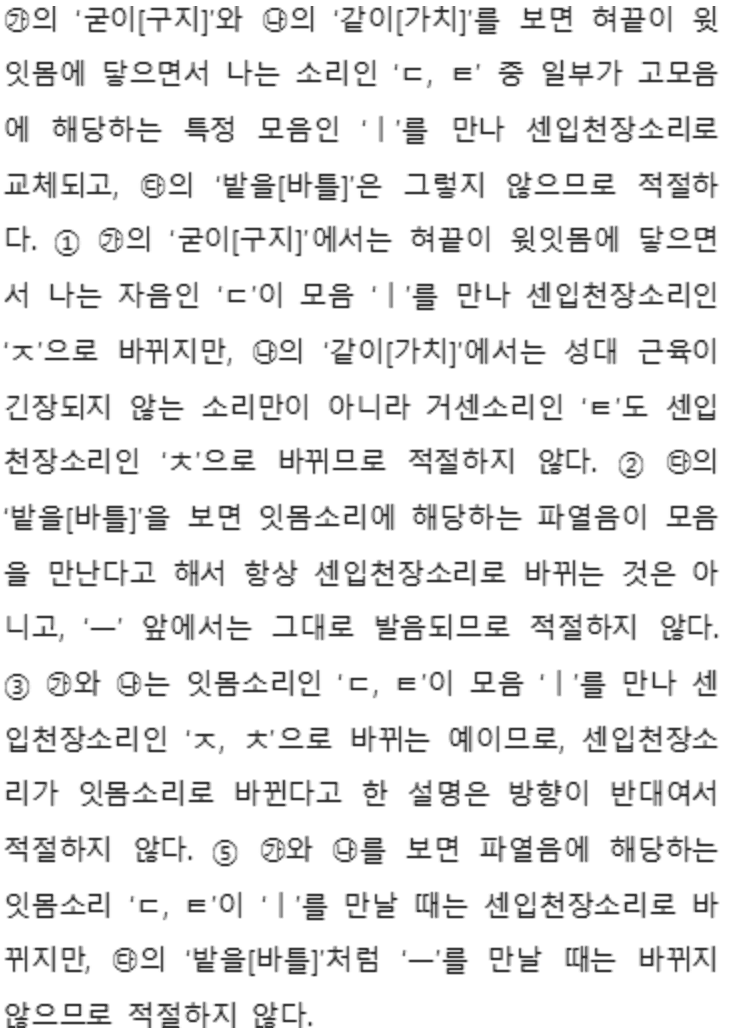 ㉮의 ‘굳이[구지]’와 ㉯의 ‘같이[가치]’를 보면 혀끝이 윗
잇몸에 닿으면서 나는 소리인 ‘ㄷ, ㅌ’ 중 일부가 고모음
에 해당하는 특정 모음인 ‘ㅣ’를 만나 센입천장소리로
교체되고, ㉰의 ‘밭을[바틀]’은 그렇지 않으므로 적절하
다. ① ㉮의 ‘굳이[구지]’에서는 혀끝이 윗잇몸에 닿으면
서 나는 자음인 ‘ㄷ’이 모음 ‘ㅣ’를 만나 센입천장소리인
‘ㅈ’으로 바뀌지만, ㉯의 ‘같이[가치]’에서는 성대 근육이
긴장되지 않는 소리만이 아니라 거센소리인 ‘ㅌ’도 센입
천장소리인 ‘ㅊ’으로 바뀌므로 적절하지 않다. ② ㉰의
‘밭을[바틀]’을 보면 잇몸소리에 해당하는 파열음이 모음
을 만난다고 해서 항상 센입천장소리로 바뀌는 것은 아
니고, ‘ㅡ’ 앞에서는 그대로 발음되므로 적절하지 않다.
③ ㉮와 ㉯는 잇몸소리인 ‘ㄷ, ㅌ’이 모음 ‘ㅣ’를 만나 센
입천장소리인 ‘ㅈ, ㅊ’으로 바뀌는 예이므로, 센입천장소
리가 잇몸소리로 바뀐다고 한 설명은 방향이 반대여서
적절하지 않다. ⑤ ㉮와 ㉯를 보면 파열음에 해당하는
잇몸소리 ‘ㄷ, ㅌ’이 ‘ㅣ’를 만날 때는 센입천장소리로 바
뀌지만, ㉰의 ‘밭을[바틀]’처럼 ‘ㅡ’를 만날 때는 바뀌지
않으므로 적절하지 않다.